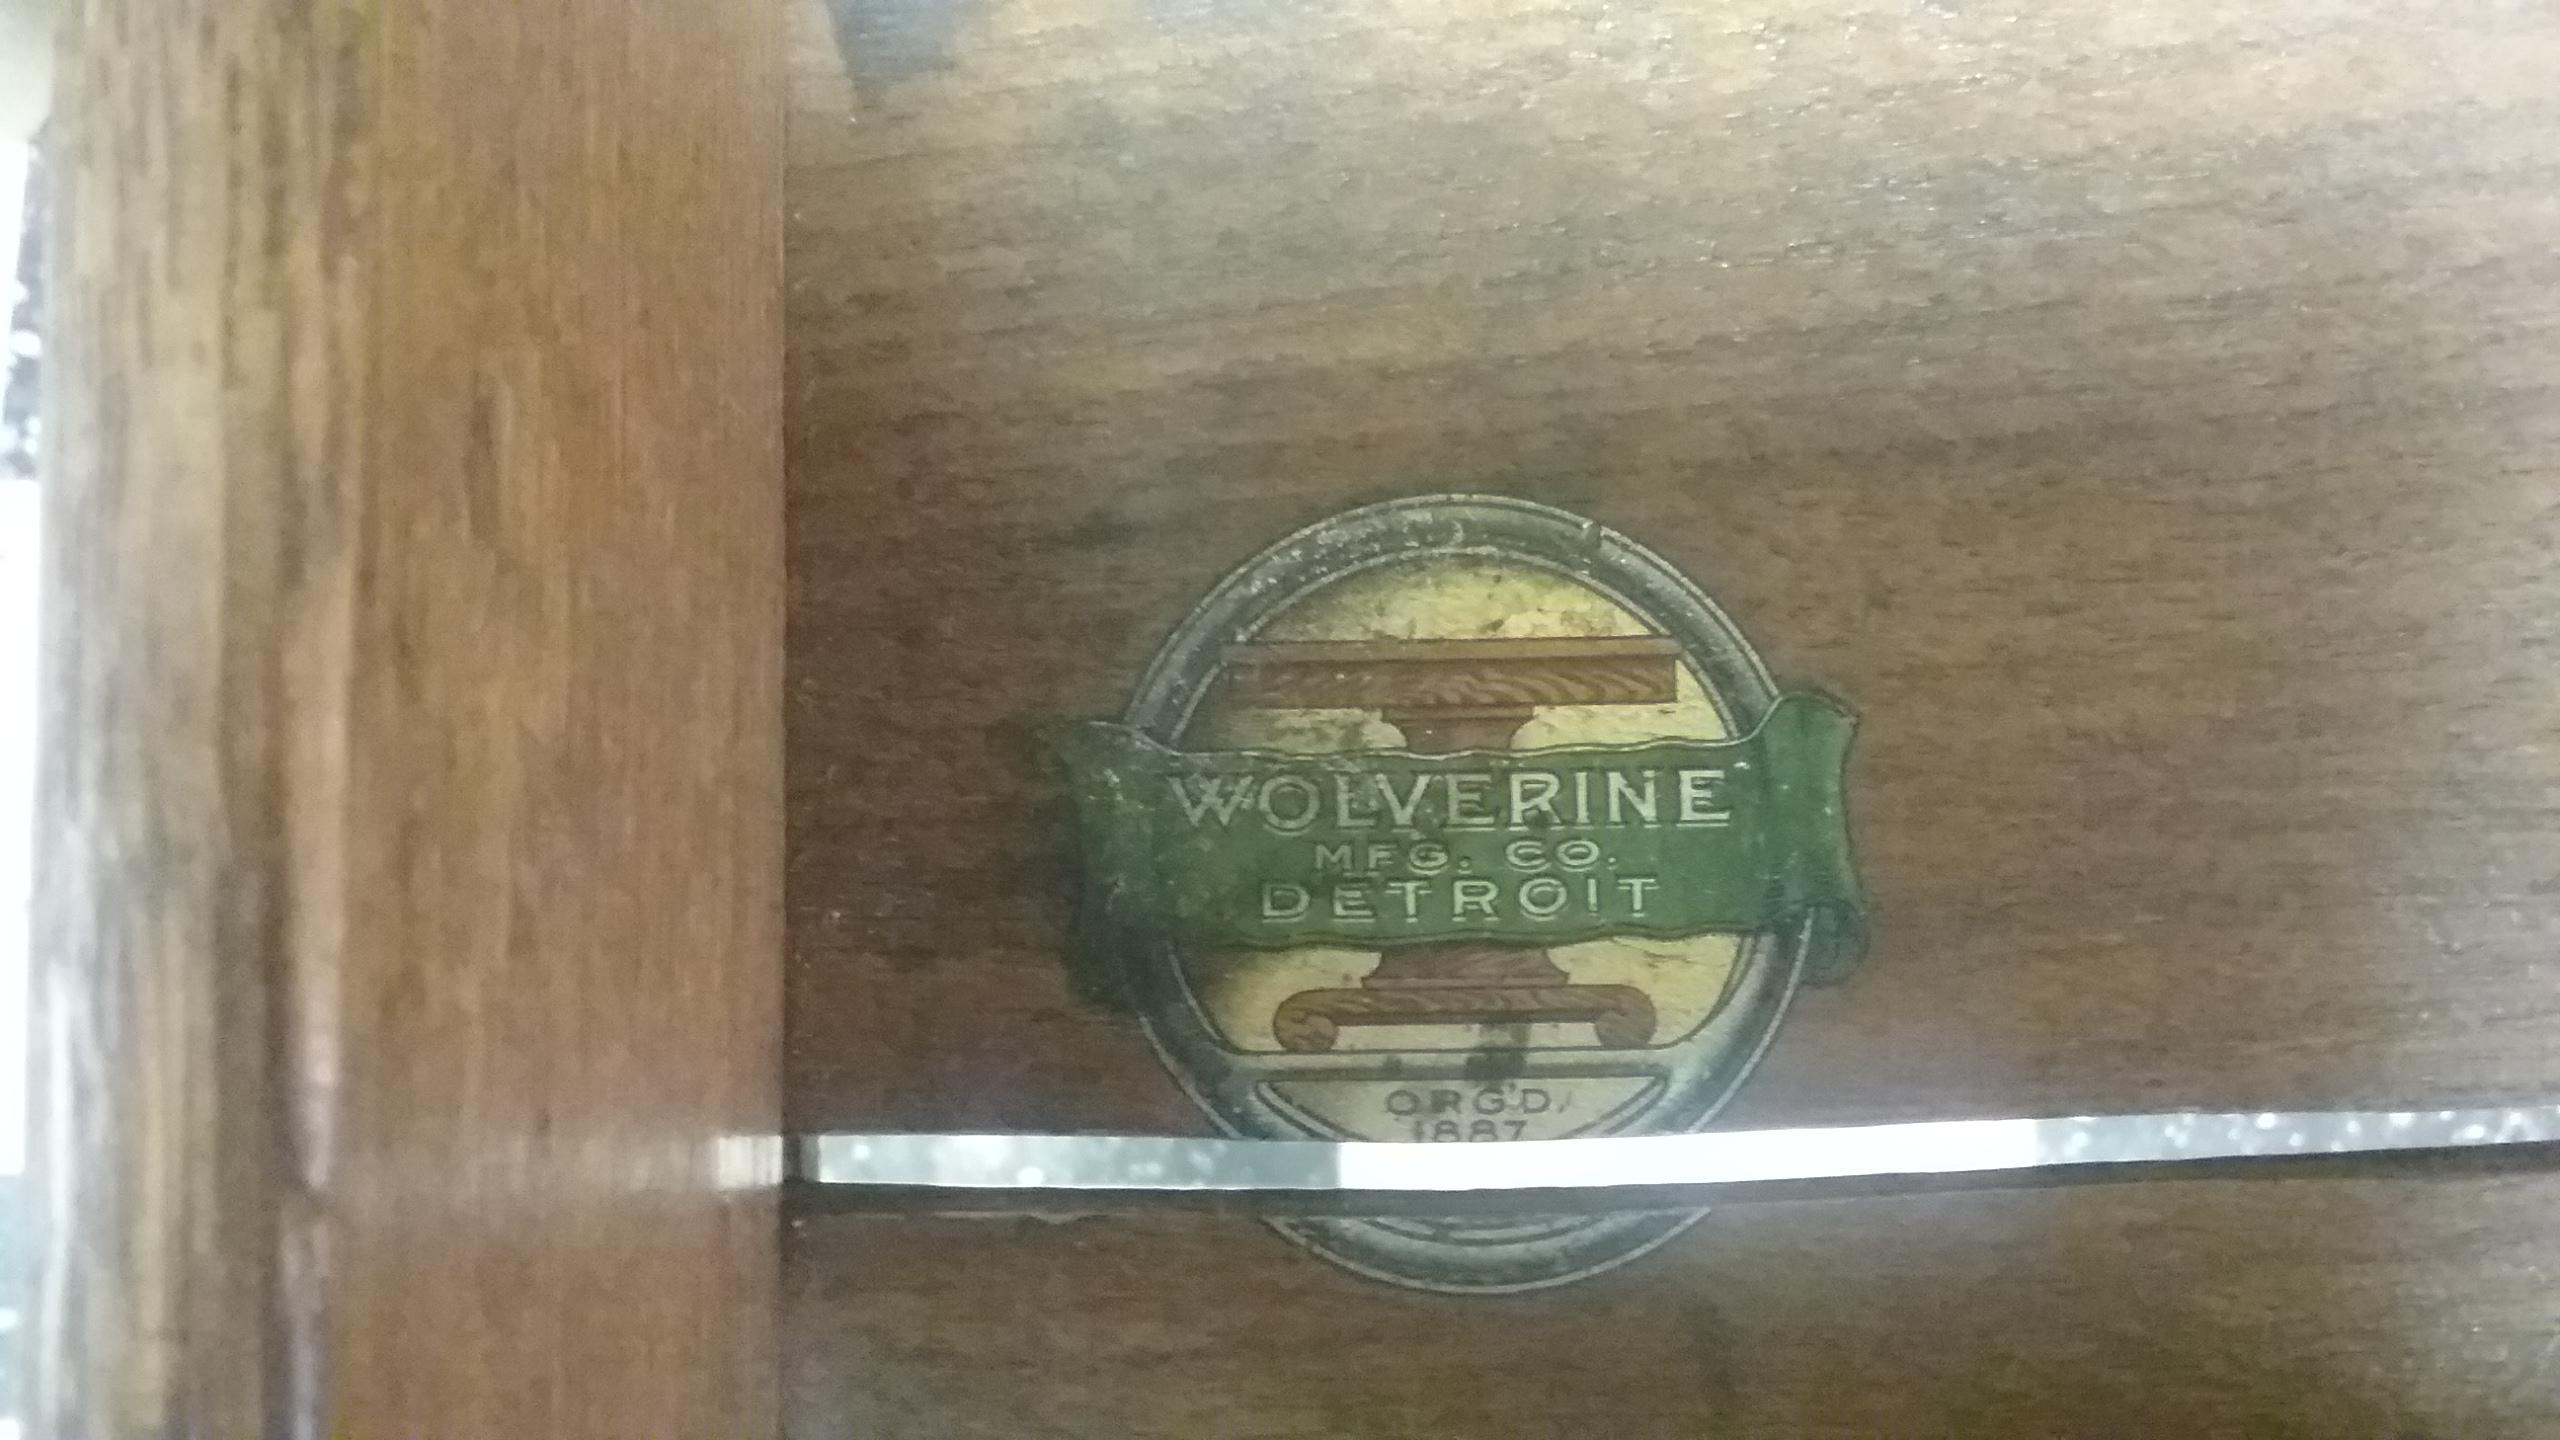 WOLVERINE
MFG. CO.
DETROIT
ORG'D.
1887